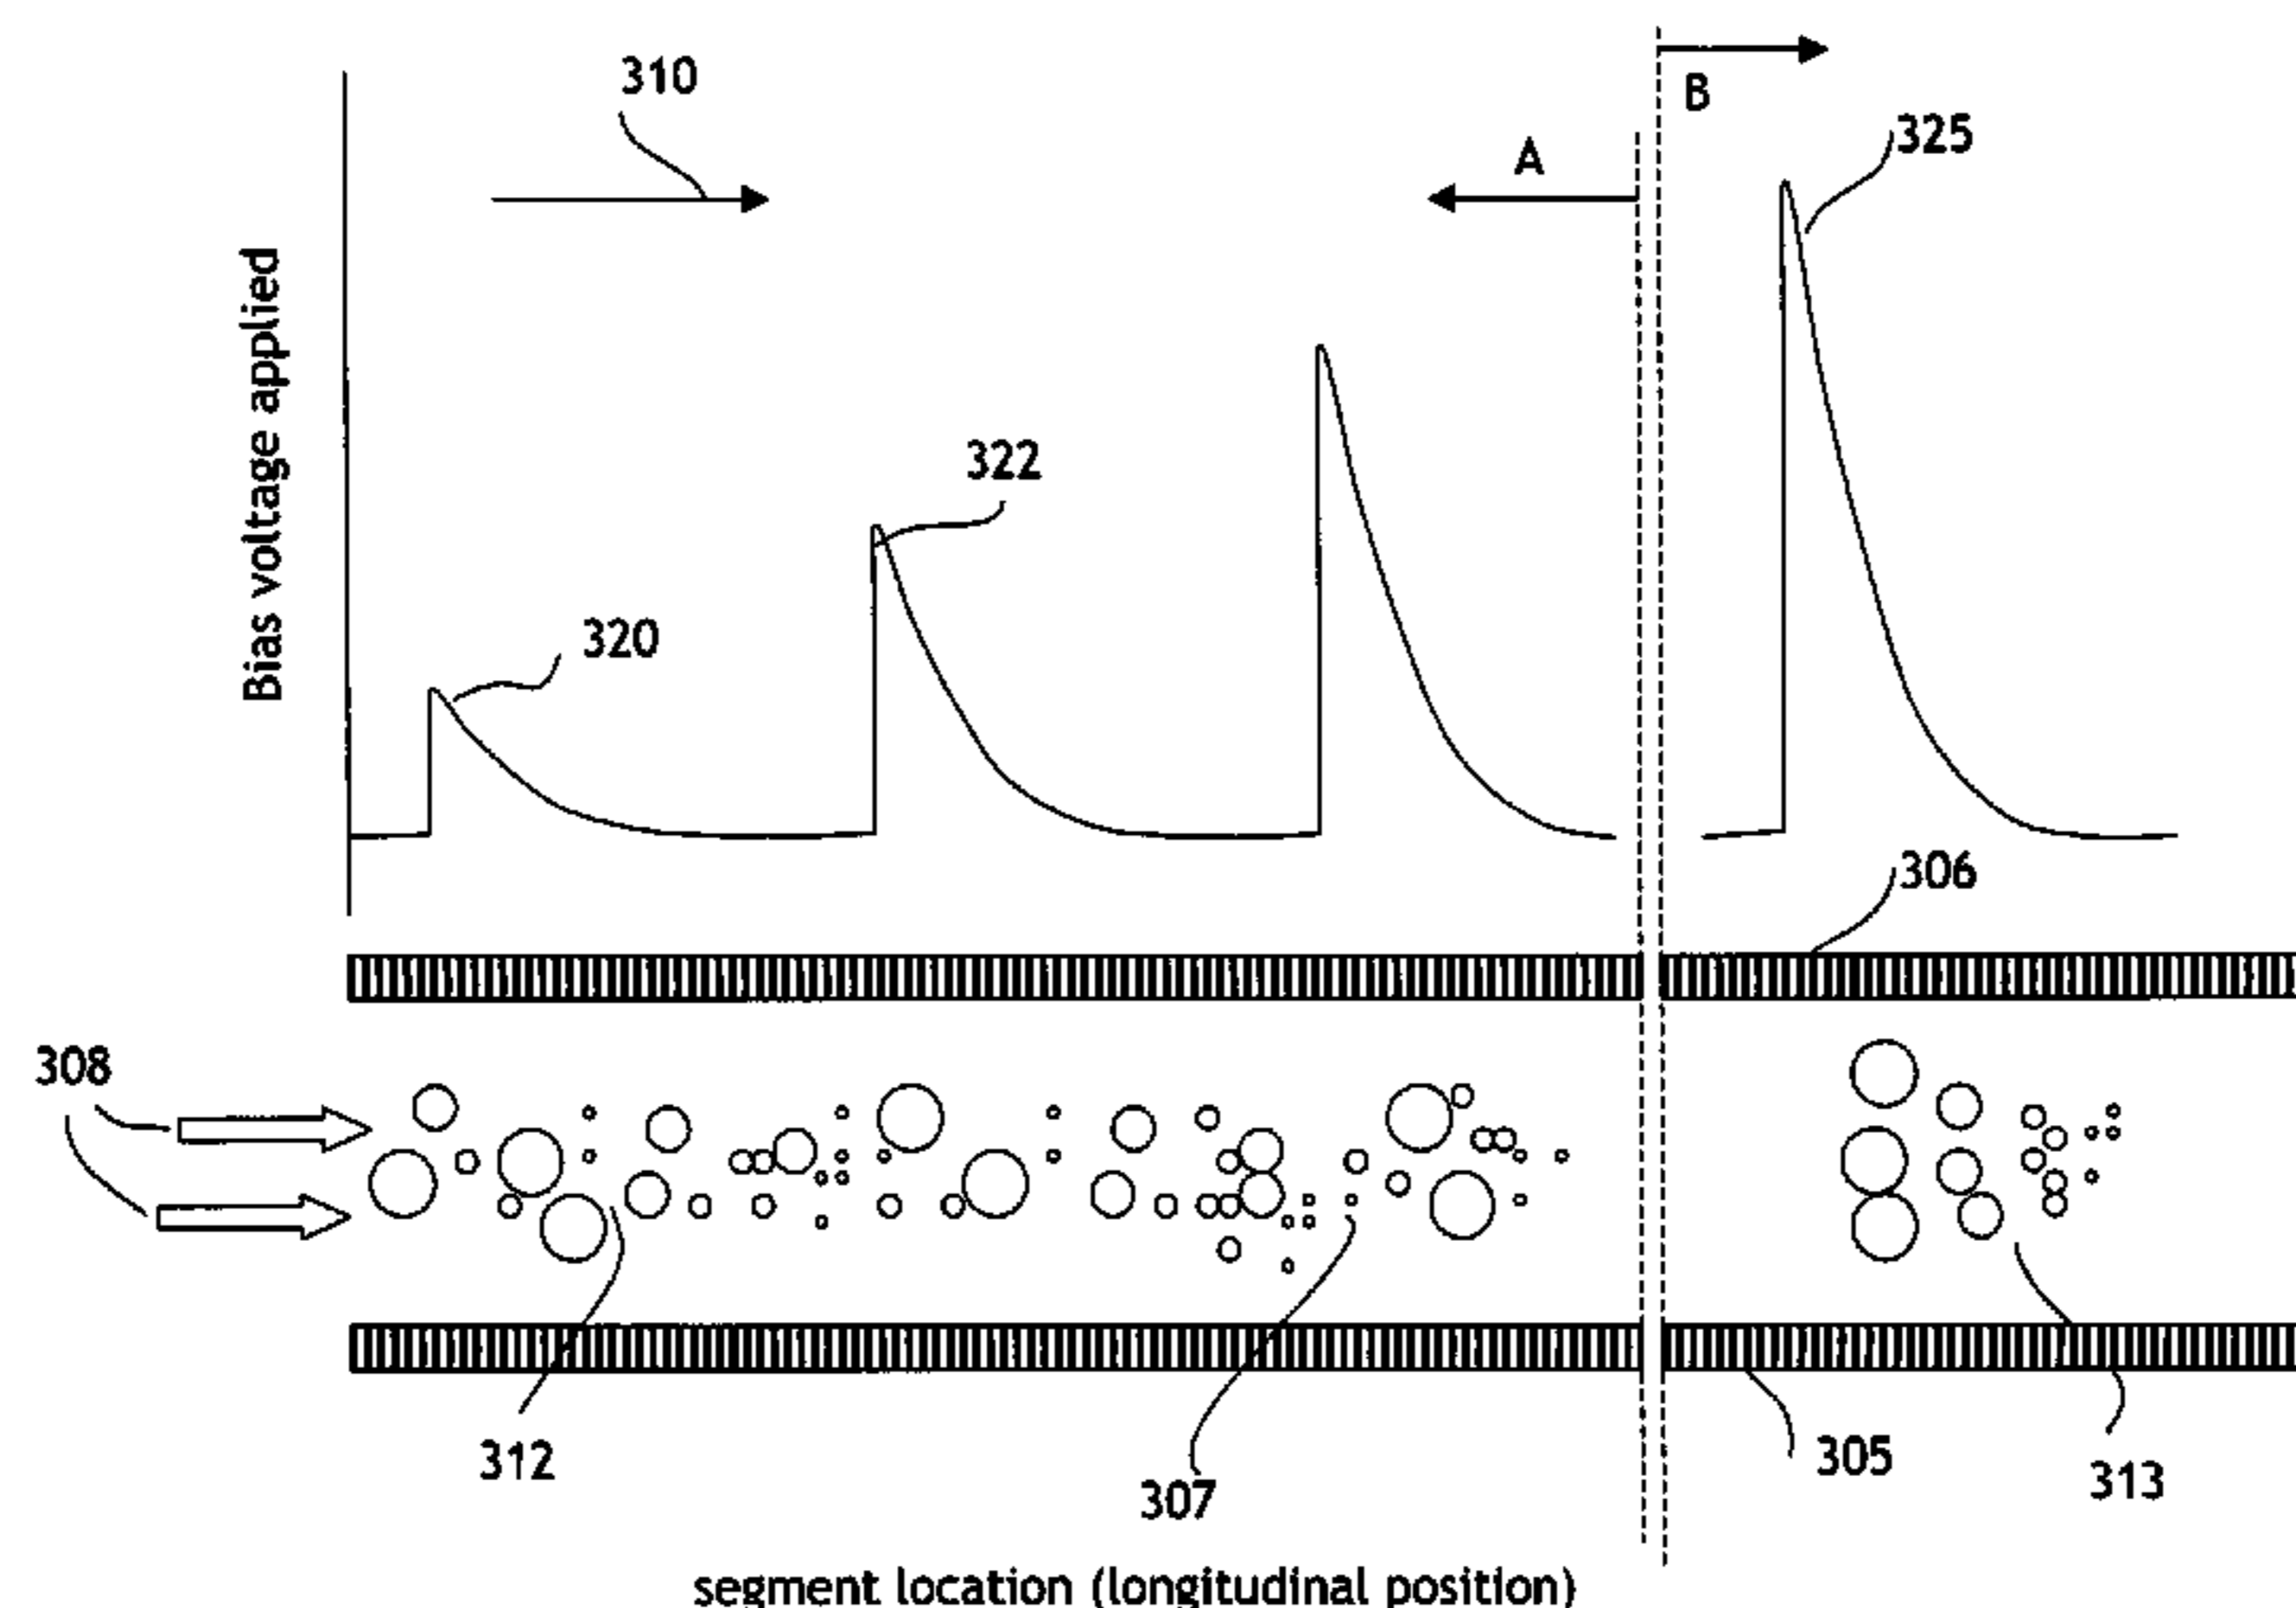 310
B
A
325
Bias voltage applied
322
320
306
308
312
307
305
313
segment location (longitudinal position)